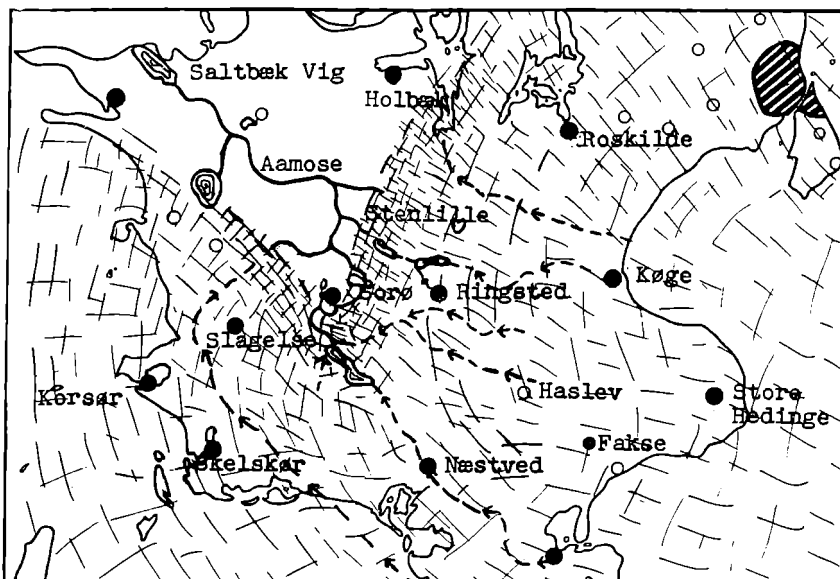 Saltbæk Vig
Holbæk
Roskilde
Aamose
Stenlille
Køge
Sorø
Ringsted
Slagelse
Korsør
Haslev
Store
Hedinge
Fakse
Skelskør
Næstved